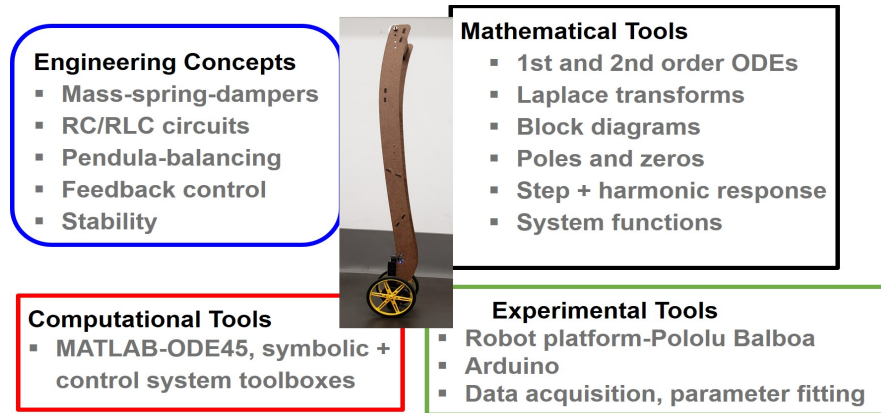 Engineering Concepts
▪ Mass-spring-dampers
▪ RC/RLC circuits
▪ Pendula-balancing
▪ Feedback control
▪ Stability
Mathematical Tools
▪ 1st and 2nd order ODEs
▪ Laplace transforms
▪ Block diagrams
▪ Poles and zeros
▪ Step + harmonic response
▪ System functions
Computational Tools
▪ MATLAB-ODE45, symbolic +
control system toolboxes
Experimental Tools
▪ Robot platform-Pololu Balboa
▪ Arduino
▪ Data acquisition, parameter fitting